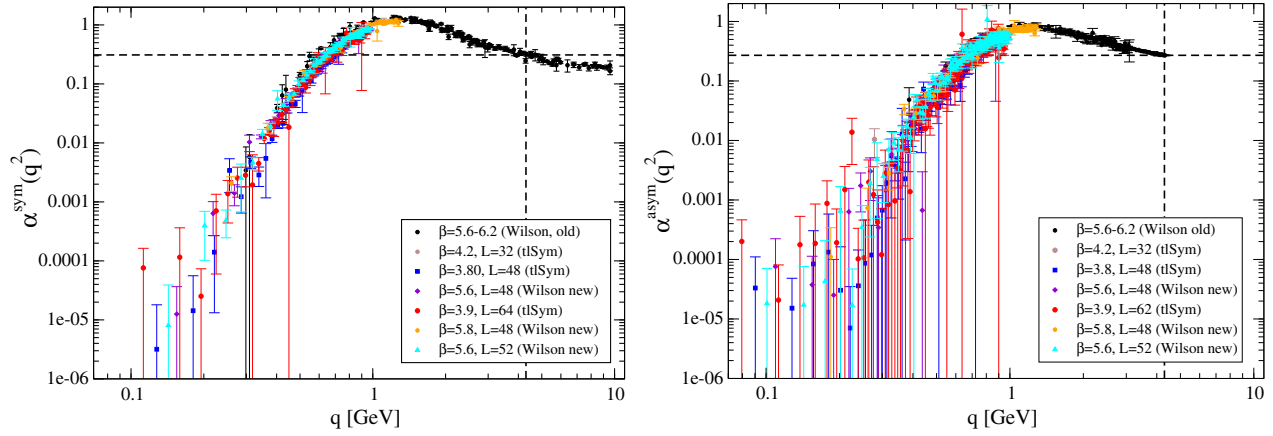 α^sym(q^2)
1
0.1
0.01
0.001
0.0001
1e-05
1e-06
β=5.6-6.2 (Wilson, old)
β=4.2, L=32 (tlSym)
β=3.80, L=48 (tlSym)
β=5.6, L=48 (Wilson new)
β=3.9, L=64 (tlSym)
β=5.8, L=48 (Wilson new)
β=5.6, L=52 (Wilson new)
0.1 1 10
q [GeV]
α^asym(q^2)
1
0.1
0.01
0.001
0.0001
1e-05
1e-06
β=5.6-6.2 (Wilson old)
β=4.2, L=32 (tlSym)
β=3.8, L=48 (tlSym)
β=5.6, L=48 (Wilson new)
β=3.9, L=62 (tlSym)
β=5.8, L=48 (Wilson new)
β=5.6, L=52 (Wilson new)
0.1 1 10
q [GeV]